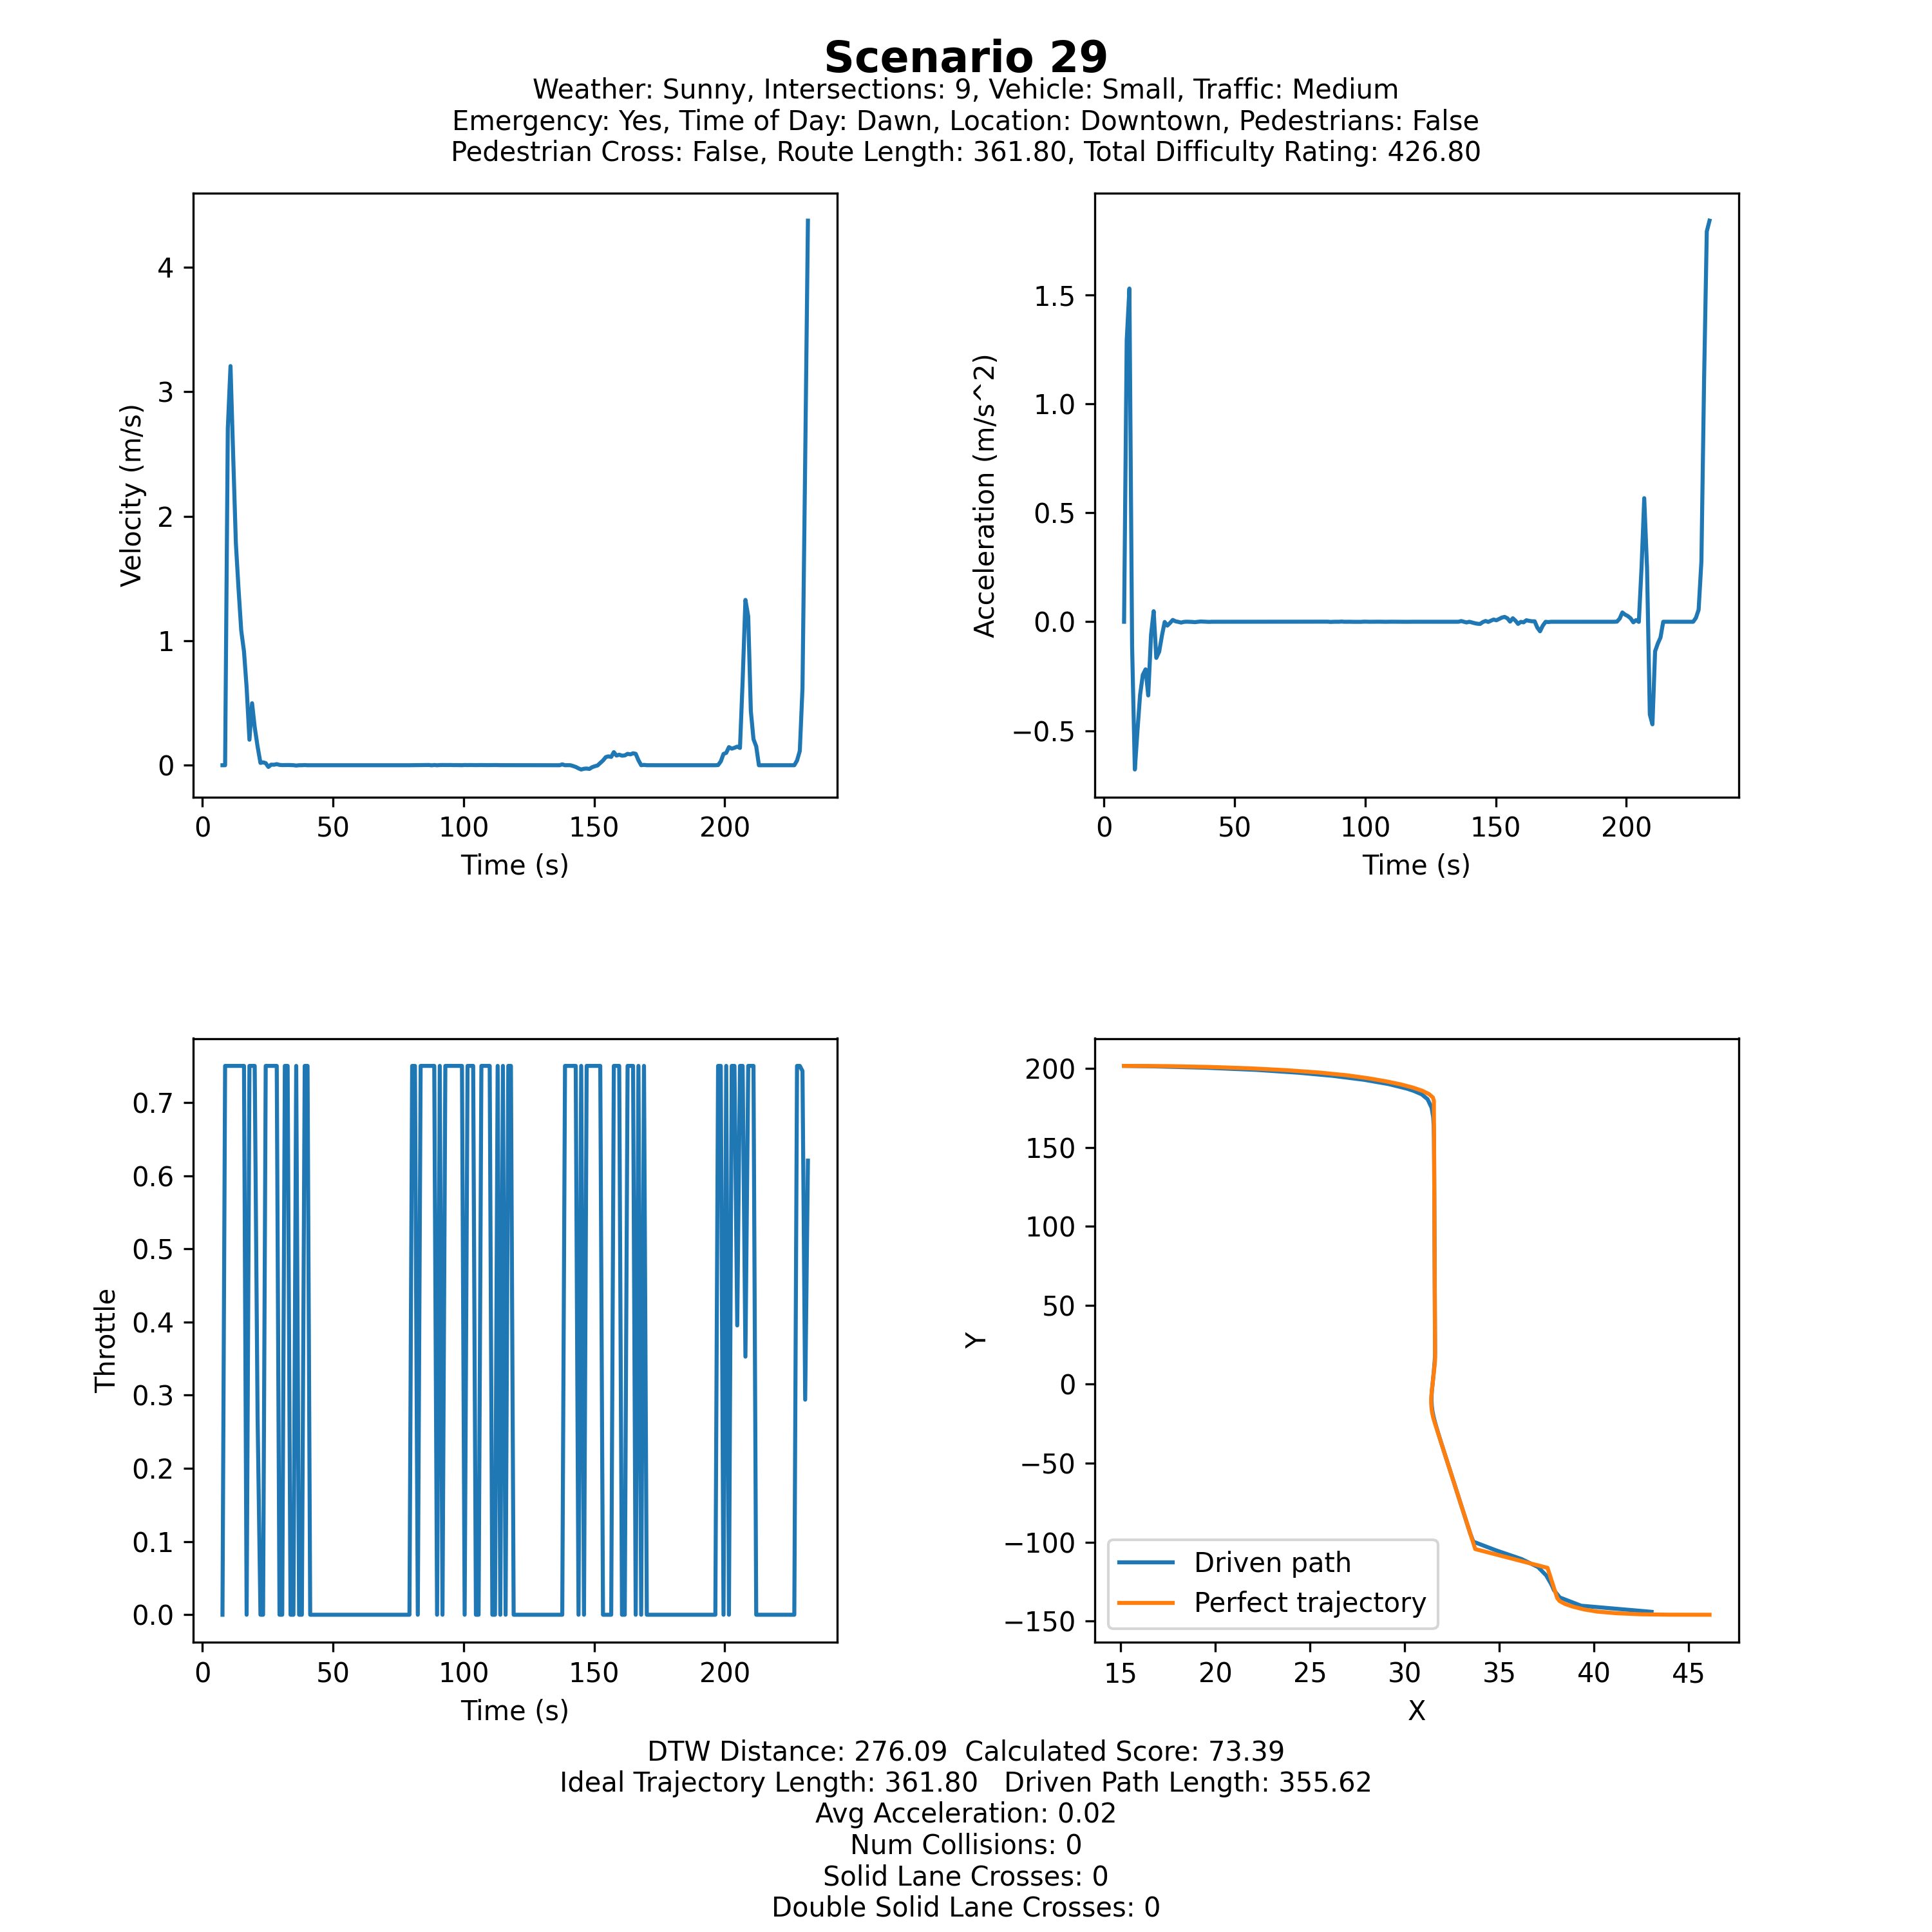 Scenario 29
Weather: Sunny, Intersections: 9, Vehicle: Small, Traffic: Medium
Emergency: Yes, Time of Day: Dawn, Location: Downtown, Pedestrians: False
Pedestrian Cross: False, Route Length: 361.80, Total Difficulty Rating: 426.80
Velocity (m/s)
4
3
2
1
0
0 50 100 150 200
Time (s)
Acceleration (m/s^2)
1.5
1.0
0.5
0.0
−0.5
0 50 100 150 200
Time (s)
Throttle
0.7
0.6
0.5
0.4
0.3
0.2
0.1
0.0
0 50 100 150 200
Time (s)
Y
200
150
100
50
0
−50
−100
−150
Driven path
Perfect trajectory
15 20 25 30 35 40 45
X
DTW Distance: 276.09  Calculated Score: 73.39
Ideal Trajectory Length: 361.80   Driven Path Length: 355.62
Avg Acceleration: 0.02
Num Collisions: 0
Solid Lane Crosses: 0
Double Solid Lane Crosses: 0